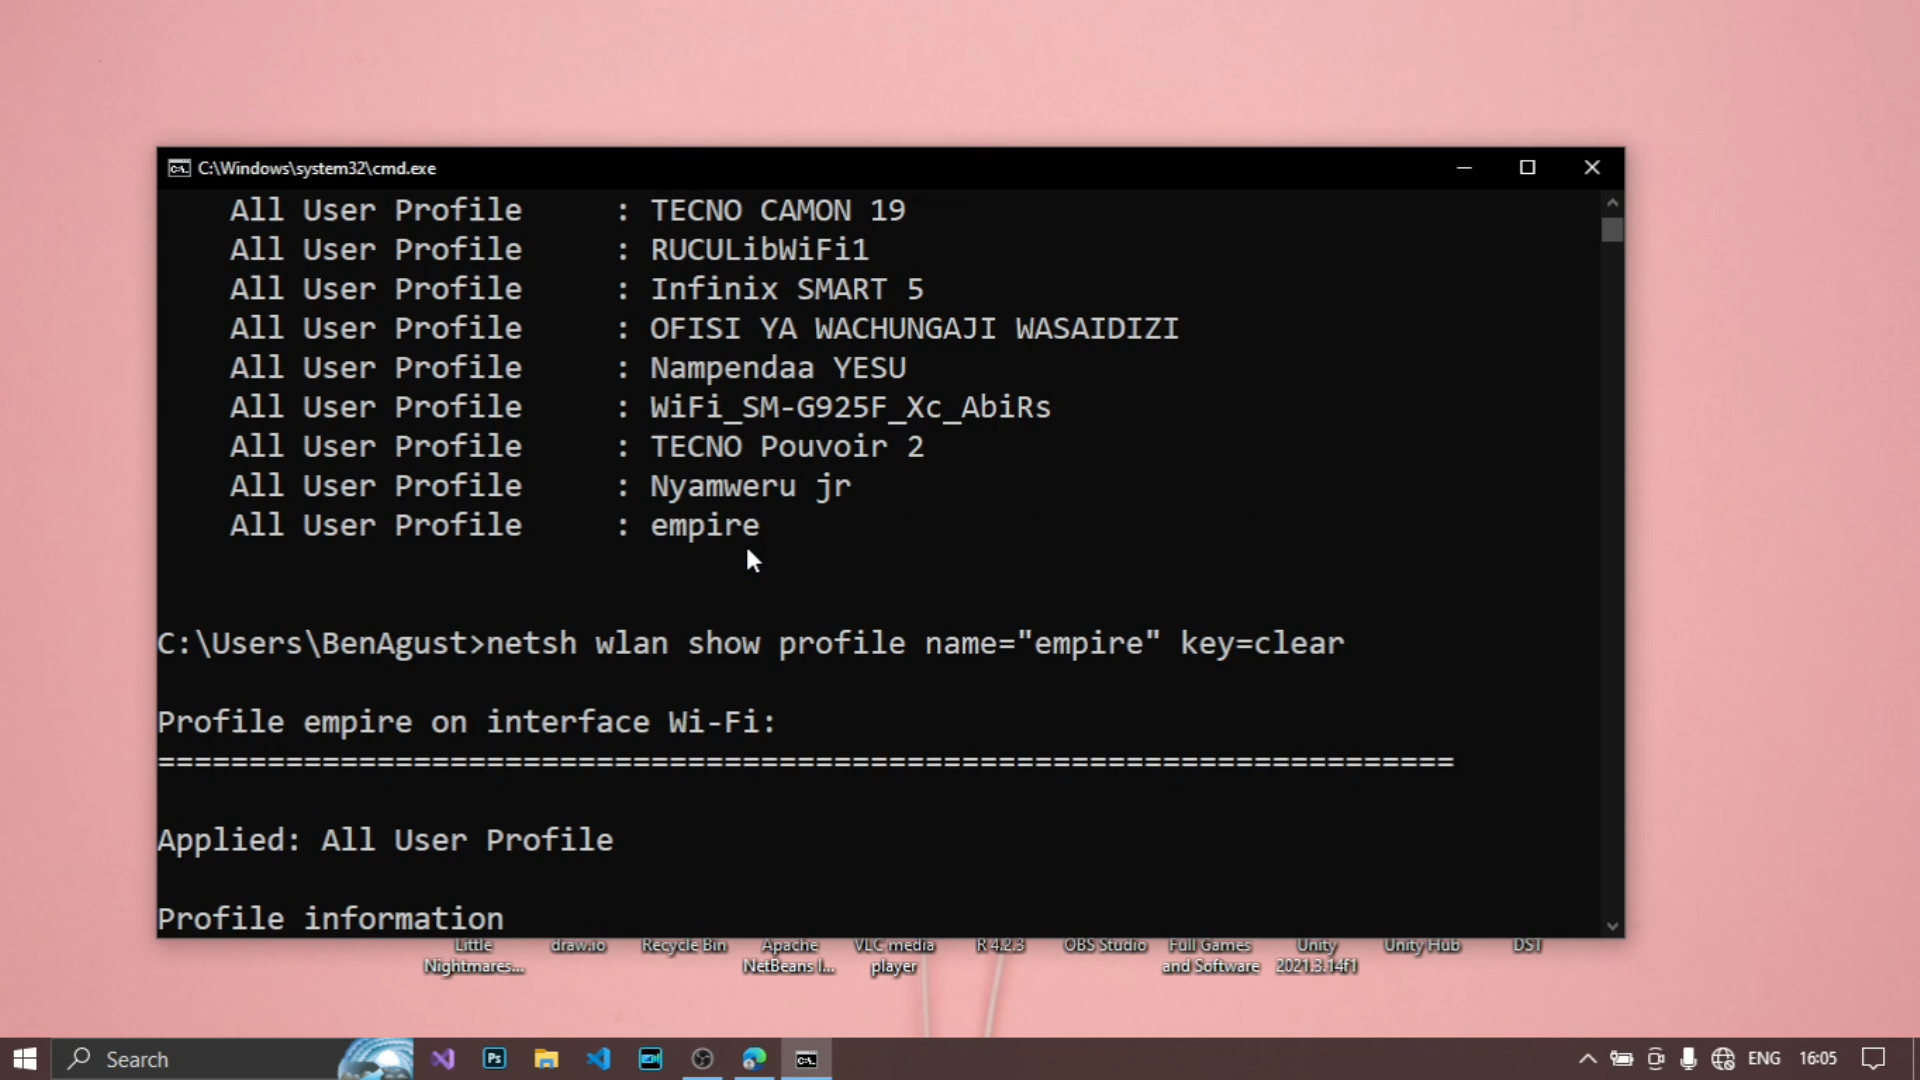 C:\Windows\system32\cmd.exe
All User Profile : TECNO CAMON 19
All User Profile : RUCULibWiFi1
All User Profile : Infinix SMART 5
All User Profile : OFISI YA WACHUNGAJI WASAIDIZI
All User Profile : Nampendaa YESU
All User Profile : WiFi_SM-G925F_Xc_AbiRs
All User Profile : TECNO Pouvoir 2
All User Profile : Nyamweru jr
All User Profile : empire
C:\Users\BenAgust>netsh wlan show profile name="empire" key=clear
Profile empire on interface Wi-Fi:
=======================================================================
Applied: All User Profile
Profile information
Little Nightmares...
draw.io
Recycle Bin
Apache NetBeans I...
VLC media player
R 4.2.3
OBS Studio
Full Games and Software
Unity 2021.3.14f1
Unity Hub
DST
Search
Ps
ENG
16:05